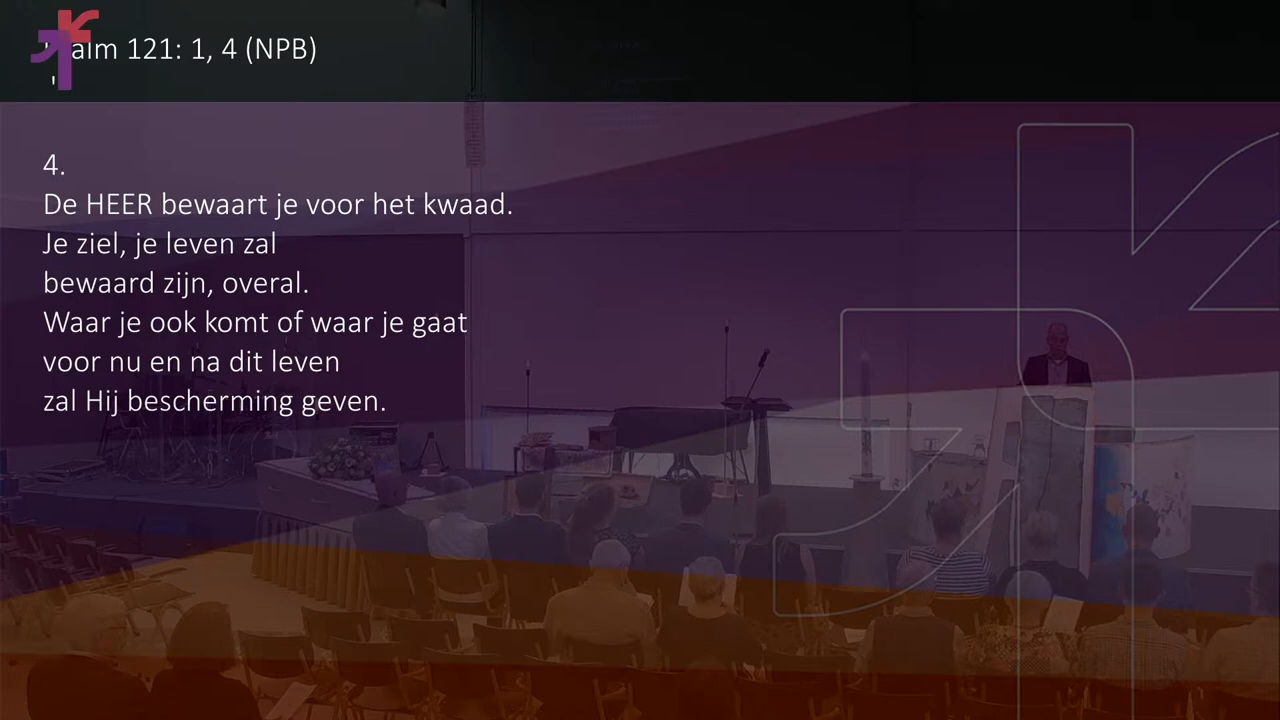 alm 121: 1, 4 (NPB)
4.
De HEER bewaart je voor het kwaad.
Je ziel, je leven zal
bewaard zijn, overal.
Waar je ook komt of waar je gaat
voor nu en na dit leven
zal Hij bescherming geven.